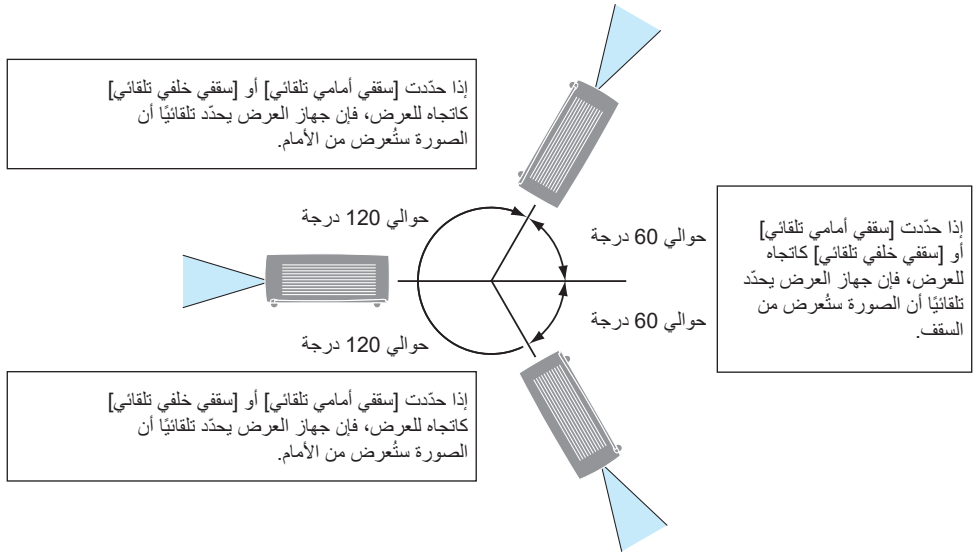 إذا حدّدت [سقفي أمامي تلقائي] أو [سقفي خلفي تلقائي]
كاتجاه للعرض، فإن جهاز العرض يحدّد تلقائيًا أن
الصورة ستُعرض من الأمام.
حوالي 120 درجة
حوالي 60 درجة
إذا حدّدت [سقفي أمامي تلقائي]
أو [سقفي خلفي تلقائي] كاتجاه
للعرض، فإن جهاز العرض يحدّد
تلقائيًا أن الصورة ستُعرض من
السقف.
حوالي 60 درجة
حوالي 120 درجة
إذا حدّدت [سقفي أمامي تلقائي] أو [سقفي خلفي تلقائي]
كاتجاه للعرض، فإن جهاز العرض يحدّد تلقائيًا أن
الصورة ستُعرض من الأمام.